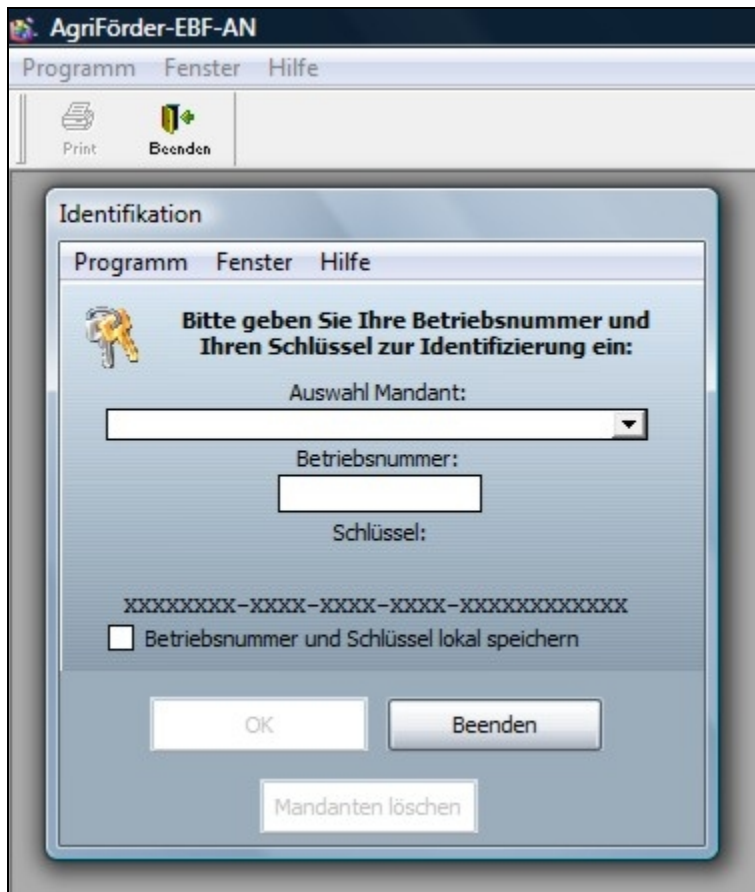 AgriFörder-EBF-AN
Programm Fenster Hilfe
Print Beenden
Identifikation
Programm Fenster Hilfe
Bitte geben Sie Ihre Betriebsnummer und
Ihren Schlüssel zur Identifizierung ein:
Auswahl Mandant:
Betriebsnummer:
Schlüssel:
xxxxxxxx-xxxx-xxxx-xxxx-xxxxxxxxxxxx
Betriebsnummer und Schlüssel lokal speichern
OK Beenden
Mandanten löschen